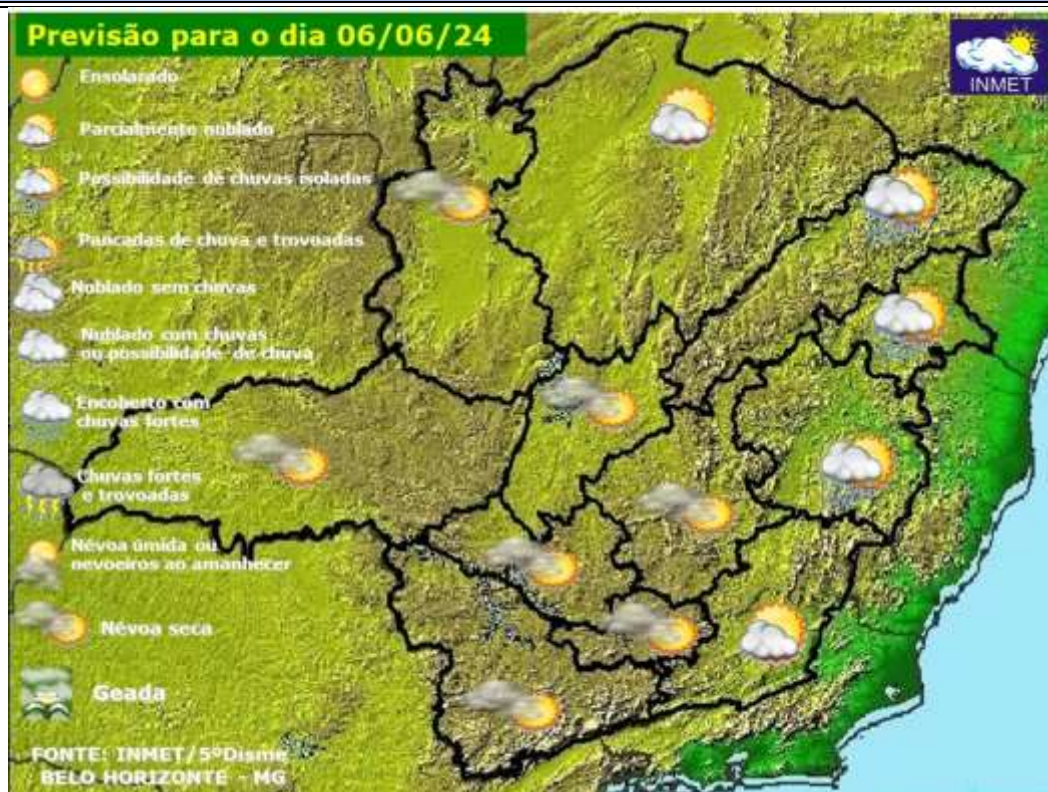 Previsão para o dia 06/06/24
INMET
Ensolarado
Parcialmente nublado
Possibilidade de chuvas isoladas
Pancadas de chuva e trovoadas
Noblado sem chuvas
Nublado com chuvas
ou possibilidade de chuva
Encoberto com
chuvas fortes
Chuvas fortes
e trovoadas
Névoa úmida ou
nevoeiros ao amanhecer
Névoa seca
Geada
FONTE: INMET/5ºDisme
BELO HORIZONTE - MG